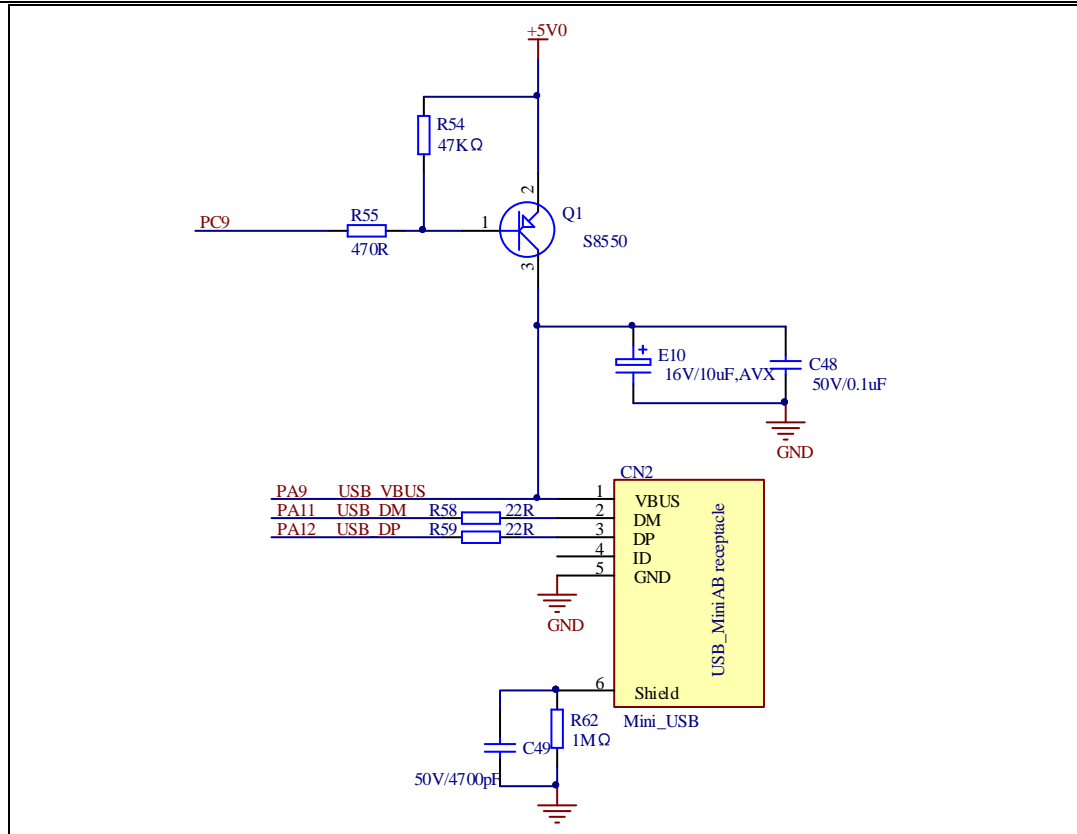 +5V0
R54
47KΩ
2
PC9
R55
470R
1
Q1
S8550
3
+
E10
16V/10uF,AVX
C48
50V/0.1uF
GND
CN2
PA9 USB_VBUS 1 VBUS
PA11 USB_DM R58 22R 2 DM
PA12 USB_DP R59 22R 3 DP
4 ID
5 GND
GND
USB_MiniAB receptacle
6 Shield
Mini_USB
R62
1MΩ
C49
50V/4700pF